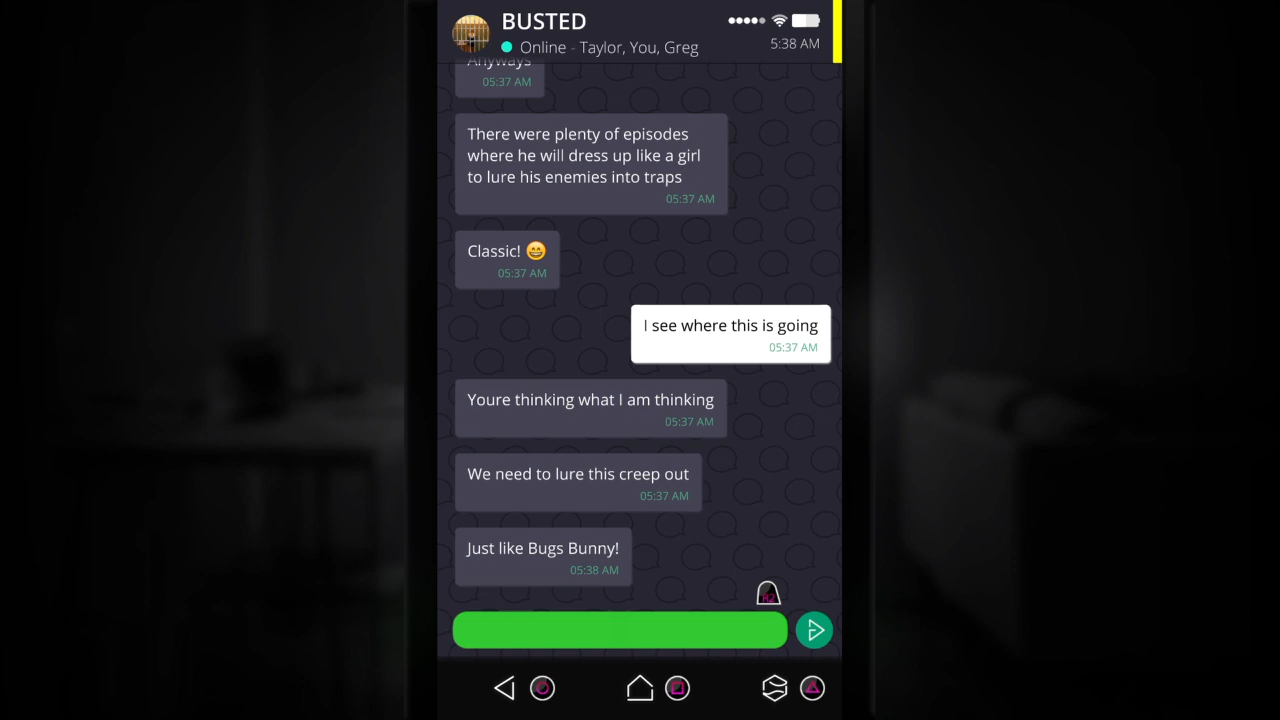 BUSTED
Online - Taylor, You, Greg
5:38 AM
Anyways
05:37 AM
There were plenty of episodes
where he will dress up like a girl
to lure his enemies into traps
05:37 AM
Classic! 😄
05:37 AM
I see where this is going
05:37 AM
Youre thinking what I am thinking
05:37 AM
We need to lure this creep out
05:37 AM
Just like Bugs Bunny!
05:38 AM
R2